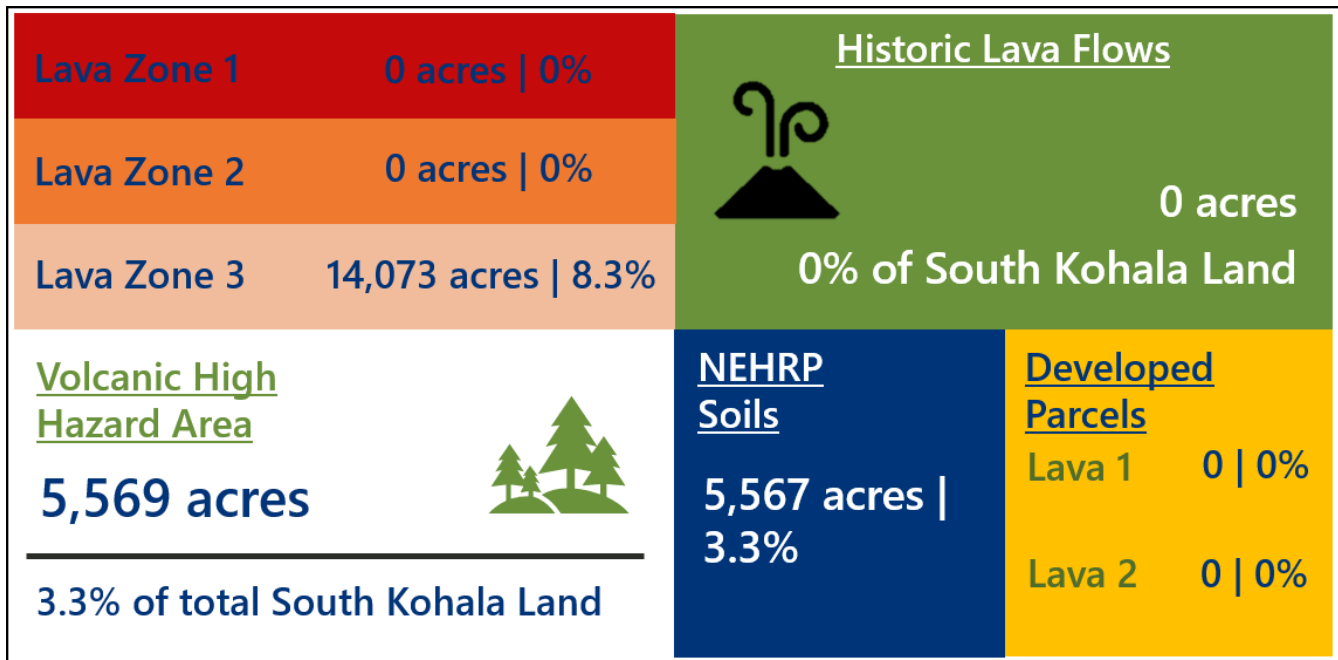 Lava Zone 1 0 acres | 0%
Lava Zone 2 0 acres | 0%
Lava Zone 3 14,073 acres | 8.3%
Historic Lava Flows
0 acres
0% of South Kohala Land
Volcanic High
Hazard Area
5,569 acres
3.3% of total South Kohala Land
NEHRP
Soils
5,567 acres |
3.3%
Developed
Parcels
Lava 1 0 | 0%
Lava 2 0 | 0%